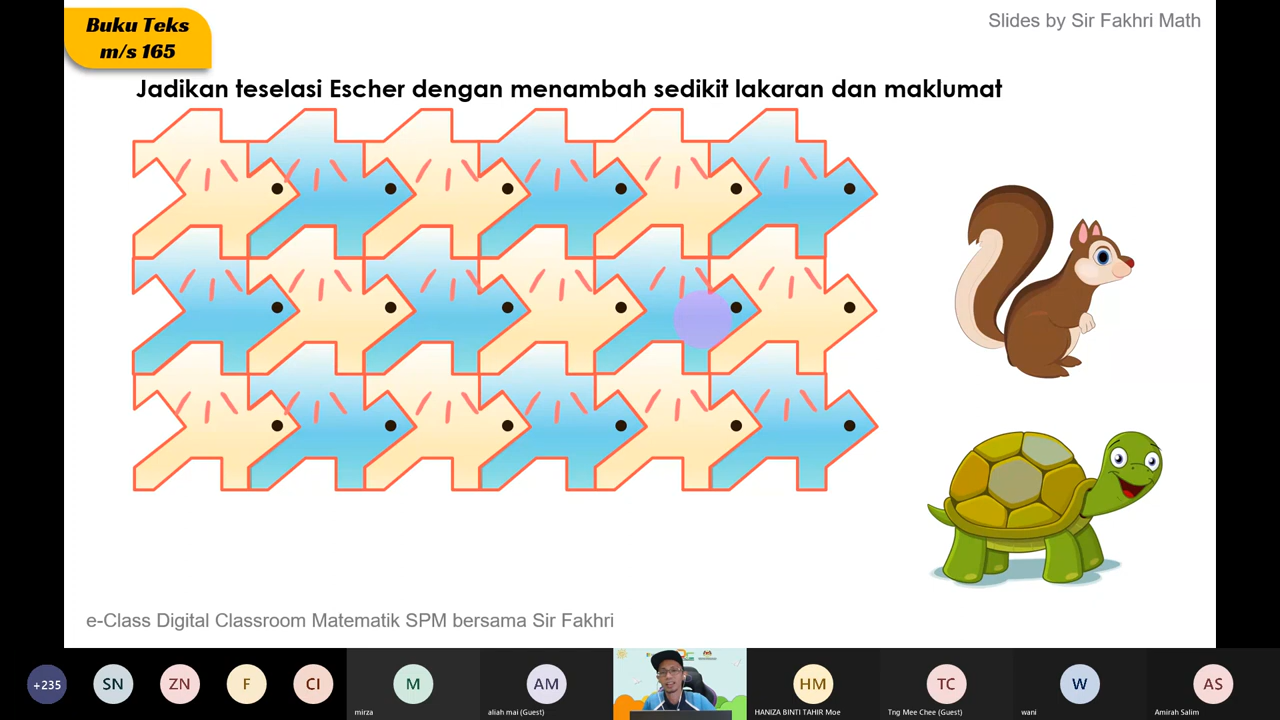 Buku Teks
m/s 165
Slides by Sir Fakhri Math
Jadikan teselasi Escher dengan menambah sedikit lakaran dan maklumat
e-Class Digital Classroom Matematik SPM bersama Sir Fakhri
+235
SN
ZN
F
CI
M
mirza
AM
aliah mai (Guest)
HM
HANIZA BINTI TAHIR Moe
TC
Tng Mee Chee (Guest)
W
wani
AS
Amirah Salim